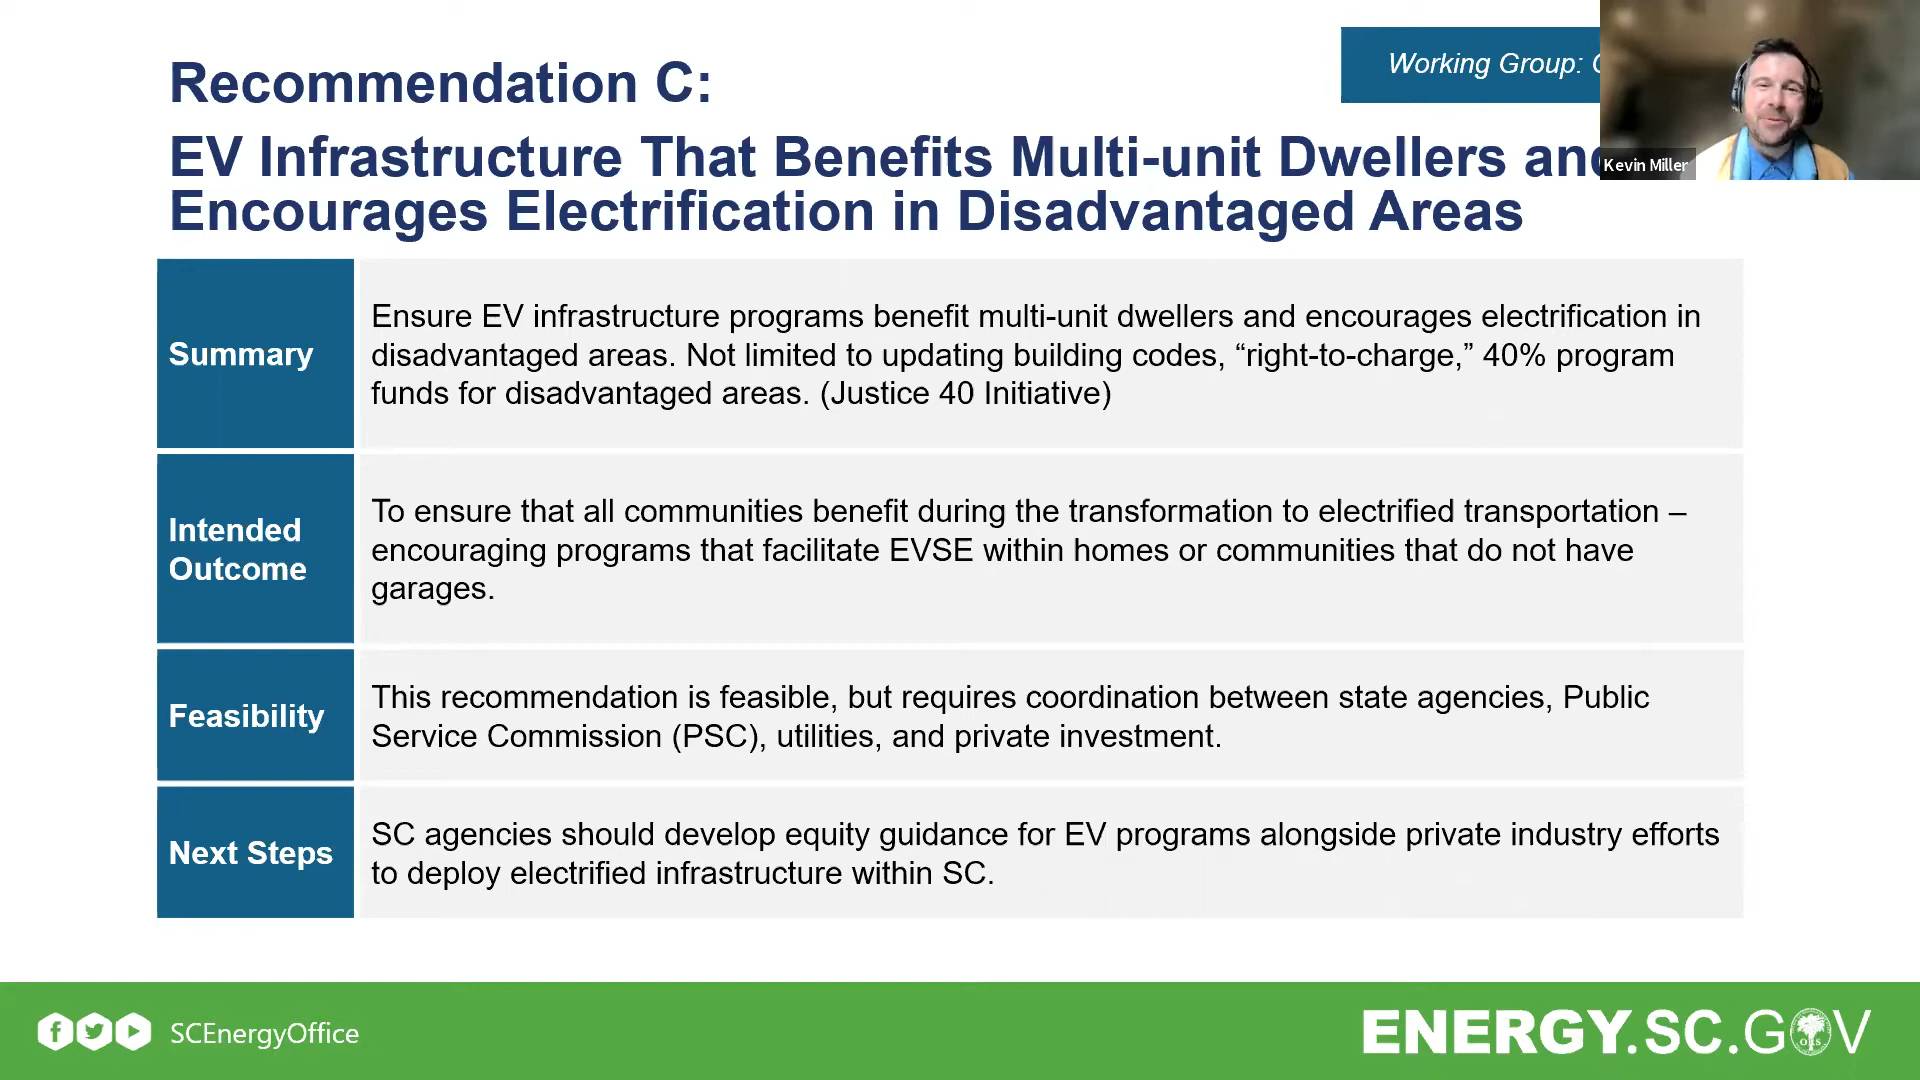 Recommendation C:
Working Group:
Kevin Miller
EV Infrastructure That Benefits Multi-unit Dwellers and
Encourages Electrification in Disadvantaged Areas
Summary
Ensure EV infrastructure programs benefit multi-unit dwellers and encourages electrification in
disadvantaged areas. Not limited to updating building codes, “right-to-charge,” 40% program
funds for disadvantaged areas. (Justice 40 Initiative)
Intended
Outcome
To ensure that all communities benefit during the transformation to electrified transportation –
encouraging programs that facilitate EVSE within homes or communities that do not have
garages.
Feasibility
This recommendation is feasible, but requires coordination between state agencies, Public
Service Commission (PSC), utilities, and private investment.
Next Steps
SC agencies should develop equity guidance for EV programs alongside private industry efforts
to deploy electrified infrastructure within SC.
SCEnergyOffice
ENERGY.SC.GOV